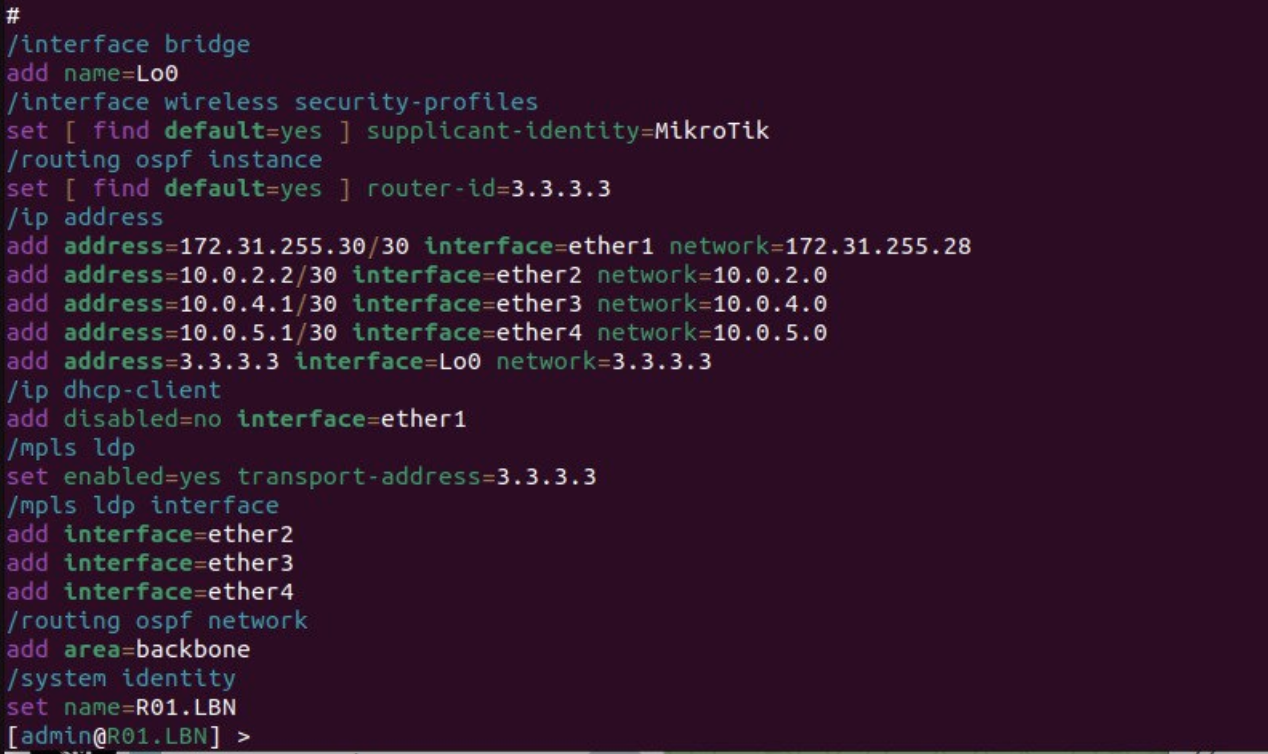 #
/interface bridge
add name=Lo0
/interface wireless security-profiles
set [ find default=yes ] supplicant-identity=MikroTik
/routing ospf instance
set [ find default=yes ] router-id=3.3.3.3
/ip address
add address=172.31.255.30/30 interface=ether1 network=172.31.255.28
add address=10.0.2.2/30 interface=ether2 network=10.0.2.0
add address=10.0.4.1/30 interface=ether3 network=10.0.4.0
add address=10.0.5.1/30 interface=ether4 network=10.0.5.0
add address=3.3.3.3 interface=Lo0 network=3.3.3.3
/ip dhcp-client
add disabled=no interface=ether1
/mpls ldp
set enabled=yes transport-address=3.3.3.3
/mpls ldp interface
add interface=ether2
add interface=ether3
add interface=ether4
/routing ospf network
add area=backbone
/system identity
set name=R01.LBN
[admin@R01.LBN] >